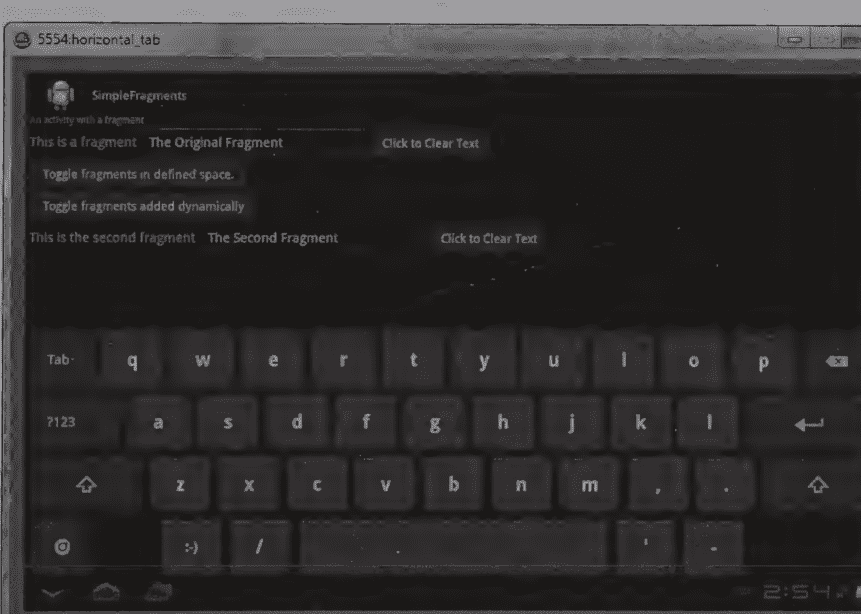 5554:horizontal_tab
SimpleFragments
An activity with a fragment
This is a fragment The Original Fragment Click to Clear Text
Toggle fragments in defined space.
Toggle fragments added dynamically
This is the second fragment The Second Fragment Click to Clear Text
Tab q w e r t y u i o p
?123 a s d f g h j k l
z x c v b n m , .
@ :-) / ' -
2:54